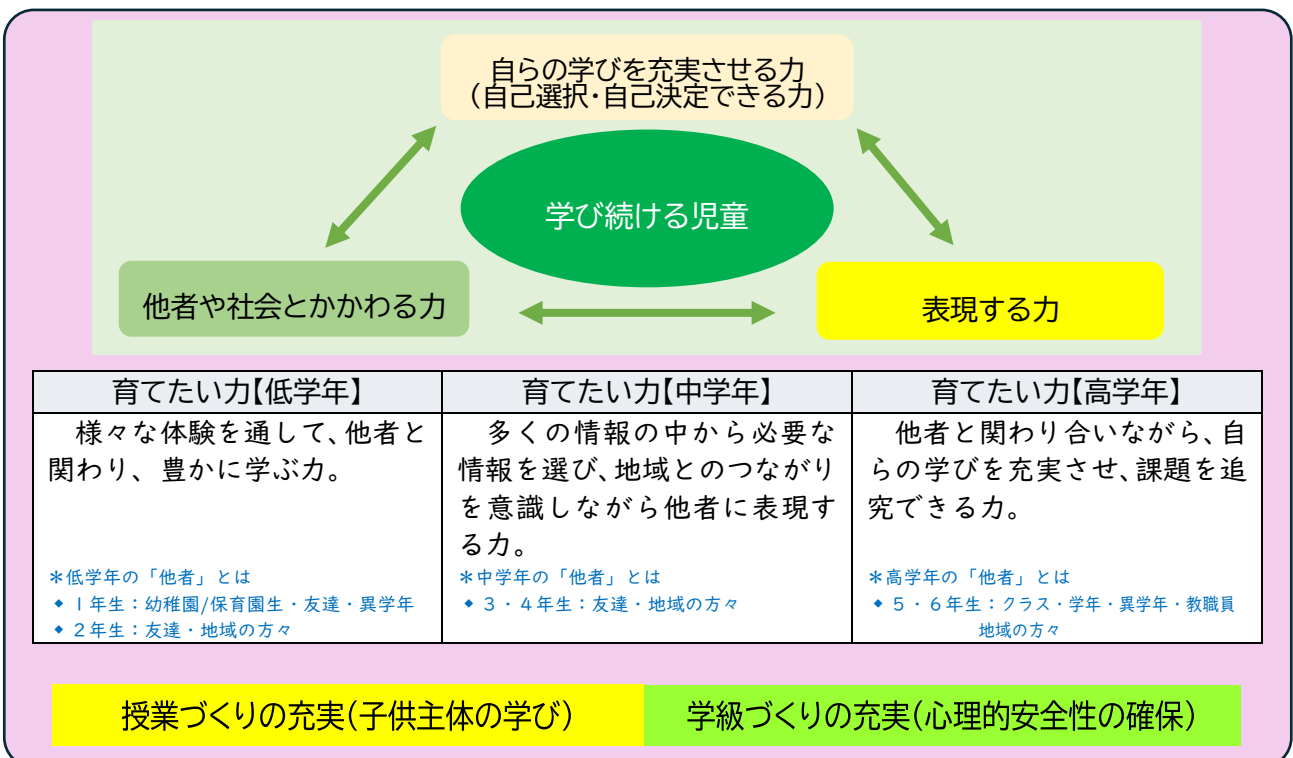 自らの学びを充実させる力
(自己選択・自己決定できる力)
学び続ける児童
他者や社会とかかわる力
表現する力
育てたい力【低学年】
様々な体験を通して、他者と
関わり、豊かに学ぶ力。
*低学年の「他者」とは
◆ 1年生:幼稚園/保育園生・友達・異学年
◆ 2年生:友達・地域の方々
育てたい力【中学年】
多くの情報の中から必要な
情報を選び、地域とのつながり
を意識しながら他者に表現す
る力。
*中学年の「他者」とは
◆ 3・4年生:友達・地域の方々
育てたい力【高学年】
他者と関わり合いながら、自
らの学びを充実させ、課題を追
究できる力。
*高学年の「他者」とは
◆ 5・6年生:クラス・学年・異学年・教職員
地域の方々
授業づくりの充実(子供主体の学び)
学級づくりの充実(心理的安全性の確保)